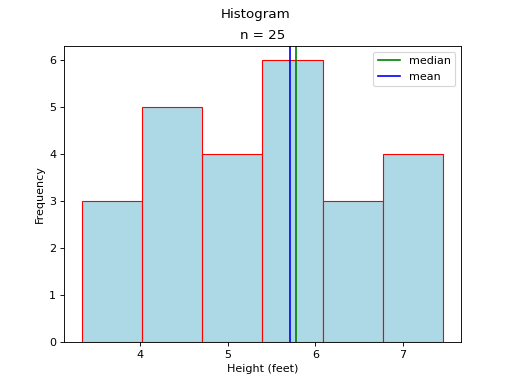 Histogram
n = 25
median
mean
6
5
4
3
2
1
0
Frequency
4 5 6 7
Height (feet)